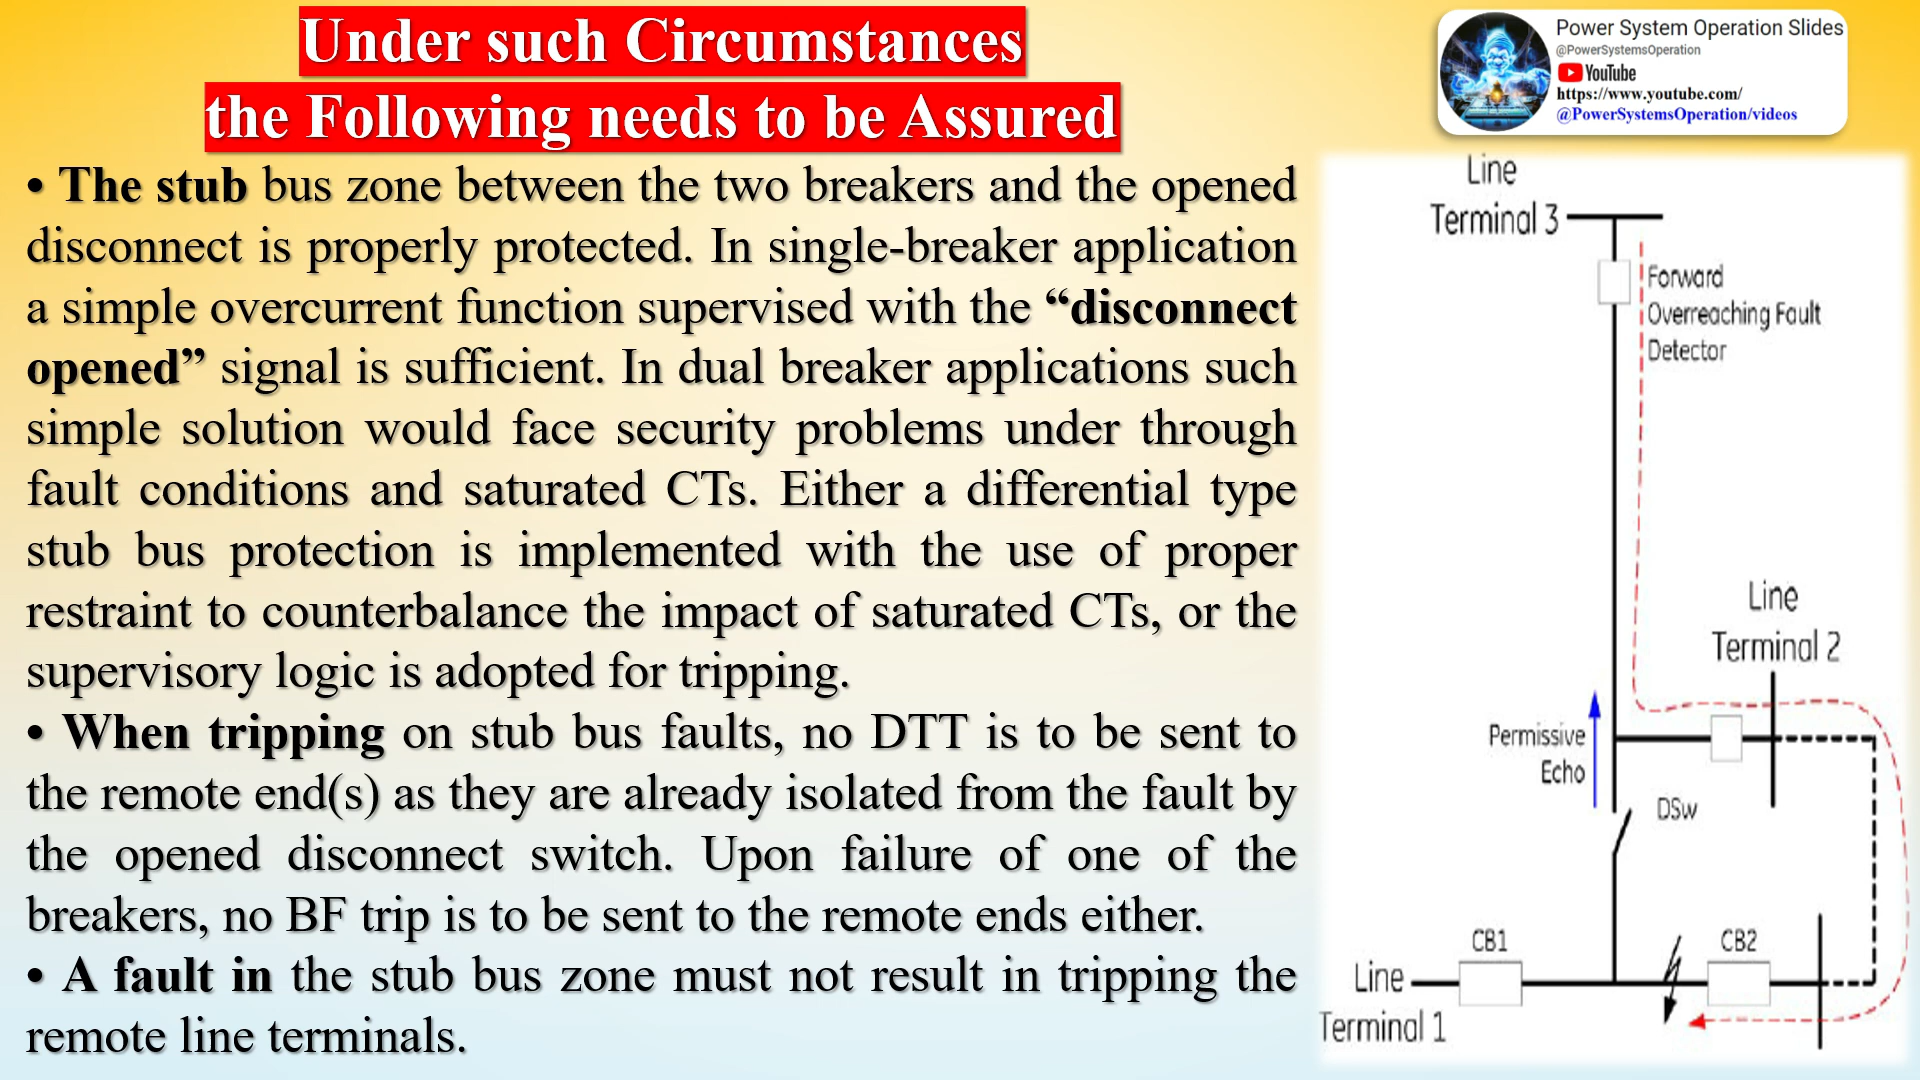 Under such Circumstances
the Following needs to be Assured
Power System Operation Slides
@PowerSystemsOperation
YouTube
https://www.youtube.com/
@PowerSystemsOperation/videos
• The stub bus zone between the two breakers and the opened
disconnect is properly protected. In single-breaker application
a simple overcurrent function supervised with the “disconnect
opened” signal is sufficient. In dual breaker applications such
simple solution would face security problems under through
fault conditions and saturated CTs. Either a differential type
stub bus protection is implemented with the use of proper
restraint to counterbalance the impact of saturated CTs, or the
supervisory logic is adopted for tripping.
• When tripping on stub bus faults, no DTT is to be sent to
the remote end(s) as they are already isolated from the fault by
the opened disconnect switch. Upon failure of one of the
breakers, no BF trip is to be sent to the remote ends either.
• A fault in the stub bus zone must not result in tripping the
remote line terminals.
Line
Terminal 3
Forward
Overreaching Fault
Detector
Line
Terminal 2
Permissive
Echo
DSw
CB1
CB2
Line
Terminal 1